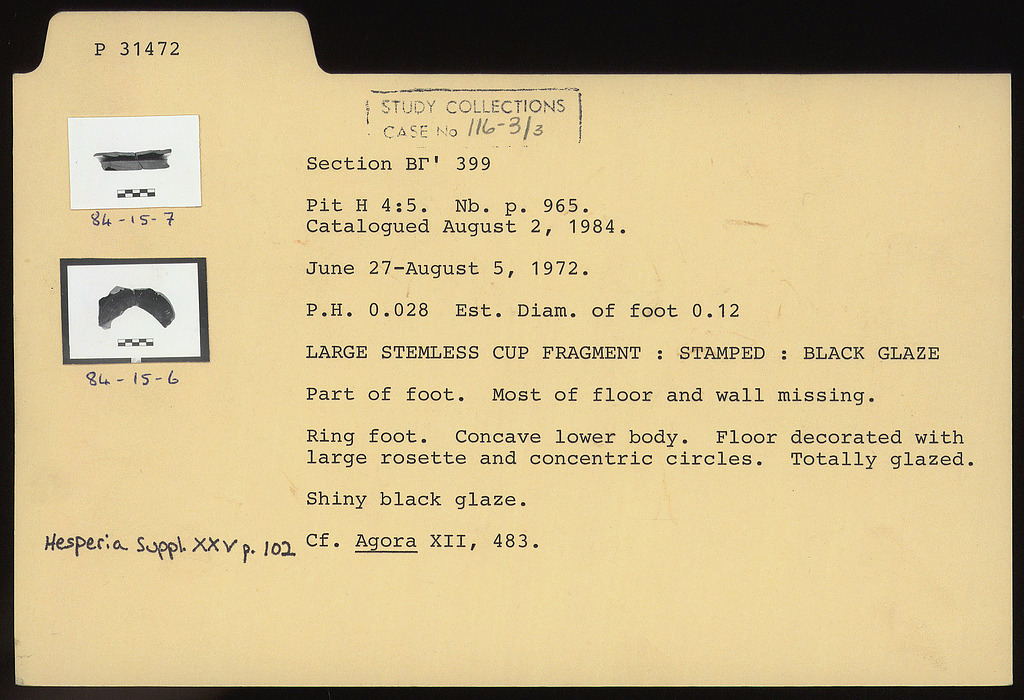 P 31472
STUDY COLLECTIONS
CASE No 116-3/3
Section ΒΓ' 399
Pit H 4:5. Nb. p. 965.
Catalogued August 2, 1984.
June 27-August 5, 1972.
P.H. 0.028 Est. Diam. of foot 0.12
LARGE STEMLESS CUP FRAGMENT : STAMPED : BLACK GLAZE
Part of foot. Most of floor and wall missing.
Ring foot. Concave lower body. Floor decorated with
large rosette and concentric circles. Totally glazed.
Shiny black glaze.
Cf. Agora XII, 483.
84-15-7
84-15-6
Hesperia Suppl. XXV p. 102